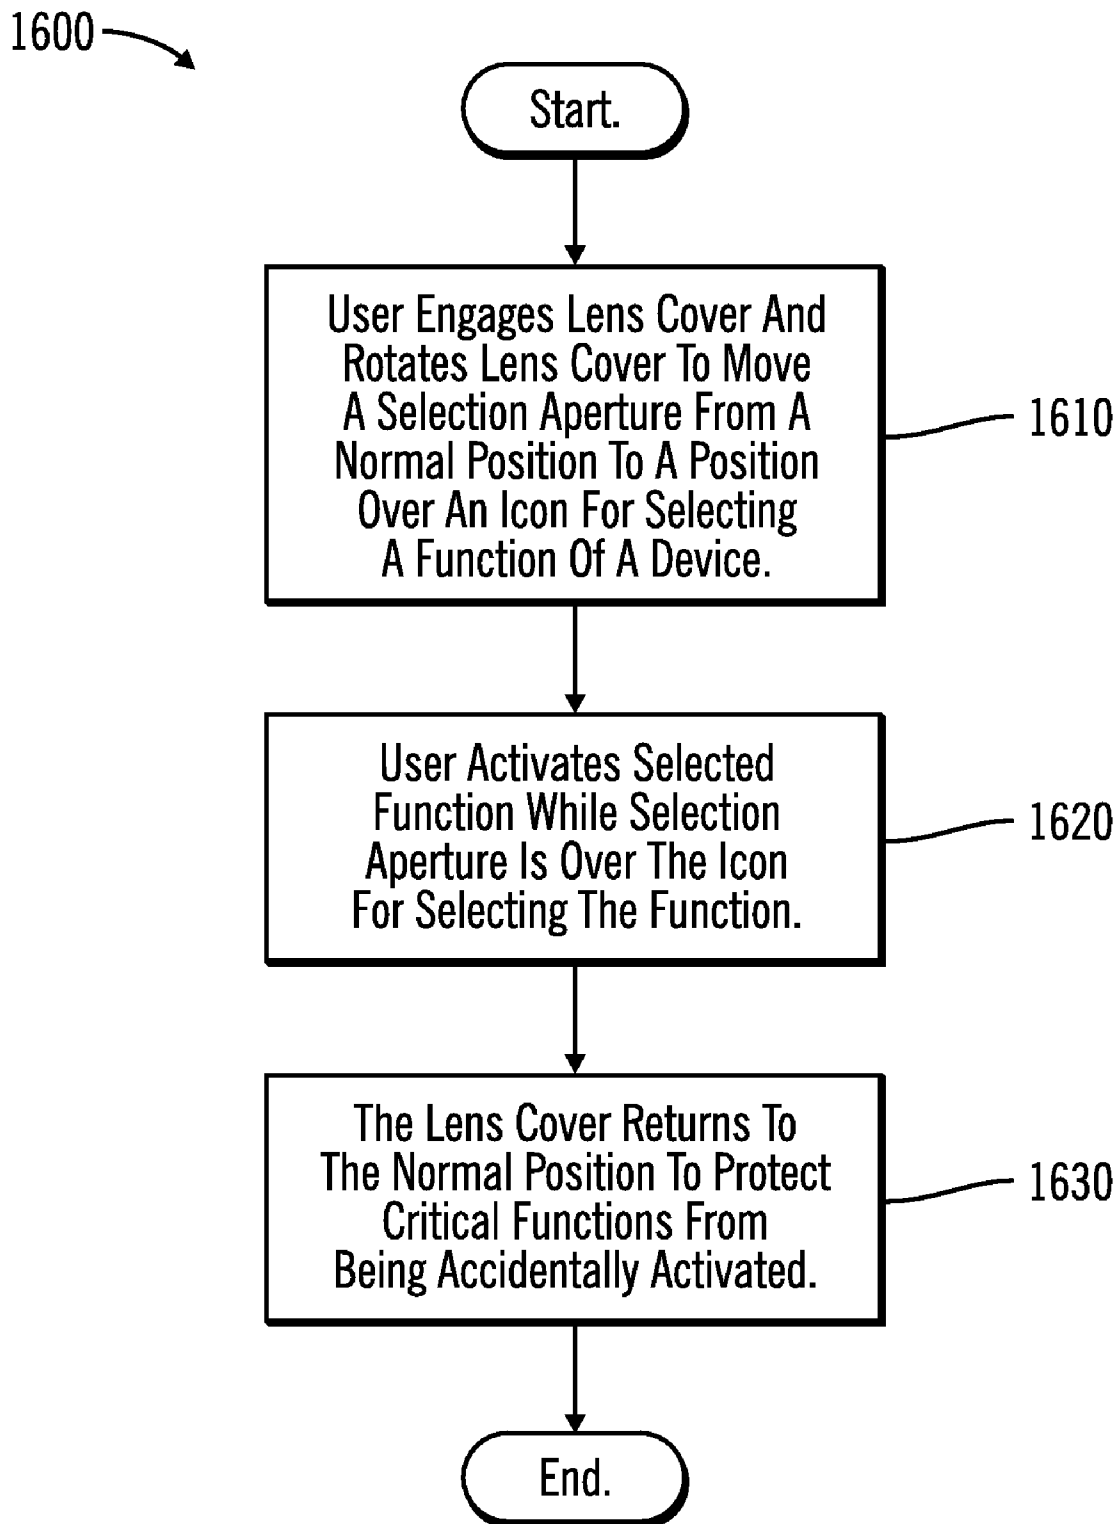 1600
Start.
User Engages Lens Cover And
Rotates Lens Cover To Move
A Selection Aperture From A
Normal Position To A Position
Over An Icon For Selecting
A Function Of A Device.
1610
User Activates Selected
Function While Selection
Aperture Is Over The Icon
For Selecting The Function.
1620
The Lens Cover Returns To
The Normal Position To Protect
Critical Functions From
Being Accidentally Activated.
1630
End.